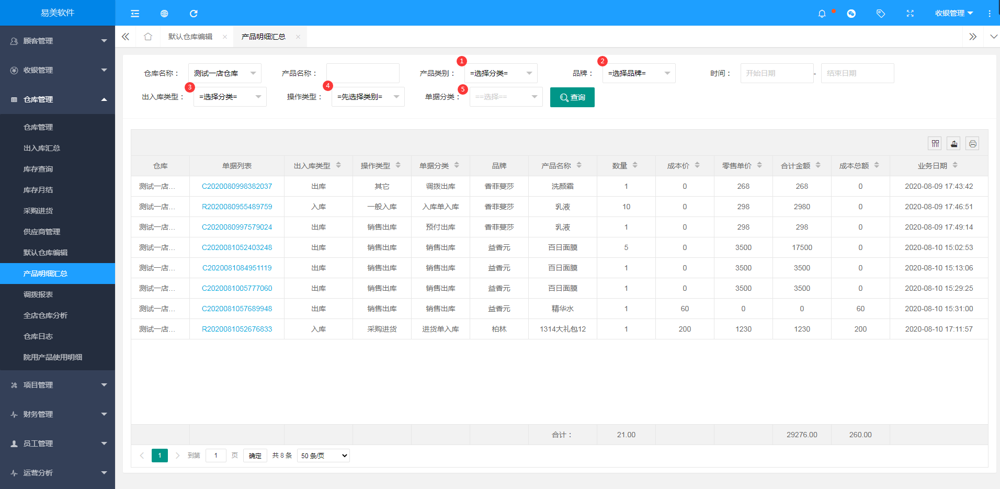 易美软件
收银管理
默认仓库编辑
产品明细汇总
顾客管理
收银管理
仓库管理
仓库管理
出入库汇总
库存查询
库存月结
采购进货
供应商管理
默认仓库编辑
产品明细汇总
调拨报表
全店仓库分析
仓库日志
院用产品使用明细
项目管理
财务管理
员工管理
运营分析
仓库名称： 测试一店仓库 产品名称： 产品类别： 1 =选择分类= 品牌： 2 =选择品牌= 时间： 开始日期 - 结束日期
出入库类型： 3 =选择分类= 操作类型： 4 =先选择类别= 单据分类： 5 ==选择== 查询
仓库 单据列表 出入库类型 操作类型 单据分类 品牌 产品名称 数量 成本价 零售单价 合计金额 成本总额 业务日期
测试一店... C2020080998382037 出库 其它 调拨出库 香菲蔓莎 洗颜霜 1 0 268 268 0 2020-08-09 17:43:42
测试一店... R2020080955489759 入库 一般入库 入库单入库 香菲蔓莎 乳液 10 0 298 2980 0 2020-08-09 17:46:51
测试一店... C2020080997579024 出库 销售出库 预付出库 香菲蔓莎 乳液 1 0 298 298 0 2020-08-09 17:49:14
测试一店... C2020081052403248 出库 销售出库 销售出库 益香元 百日面膜 5 0 3500 17500 0 2020-08-10 15:02:53
测试一店... C2020081084951119 出库 销售出库 销售出库 益香元 百日面膜 1 0 3500 3500 0 2020-08-10 15:13:06
测试一店... C2020081005777060 出库 销售出库 销售出库 益香元 百日面膜 1 0 3500 3500 0 2020-08-10 15:29:25
测试一店... C2020081057689948 出库 销售出库 销售出库 益香元 精华水 1 60 0 0 60 2020-08-10 15:31:00
测试一店... R2020081052676833 入库 采购进货 进货单入库 柏林 1314大礼包12 1 200 1230 1230 200 2020-08-10 17:11:57
合计： 21.00 29276.00 260.00
1 到第 1 页 确定 共 8 条 50 条/页